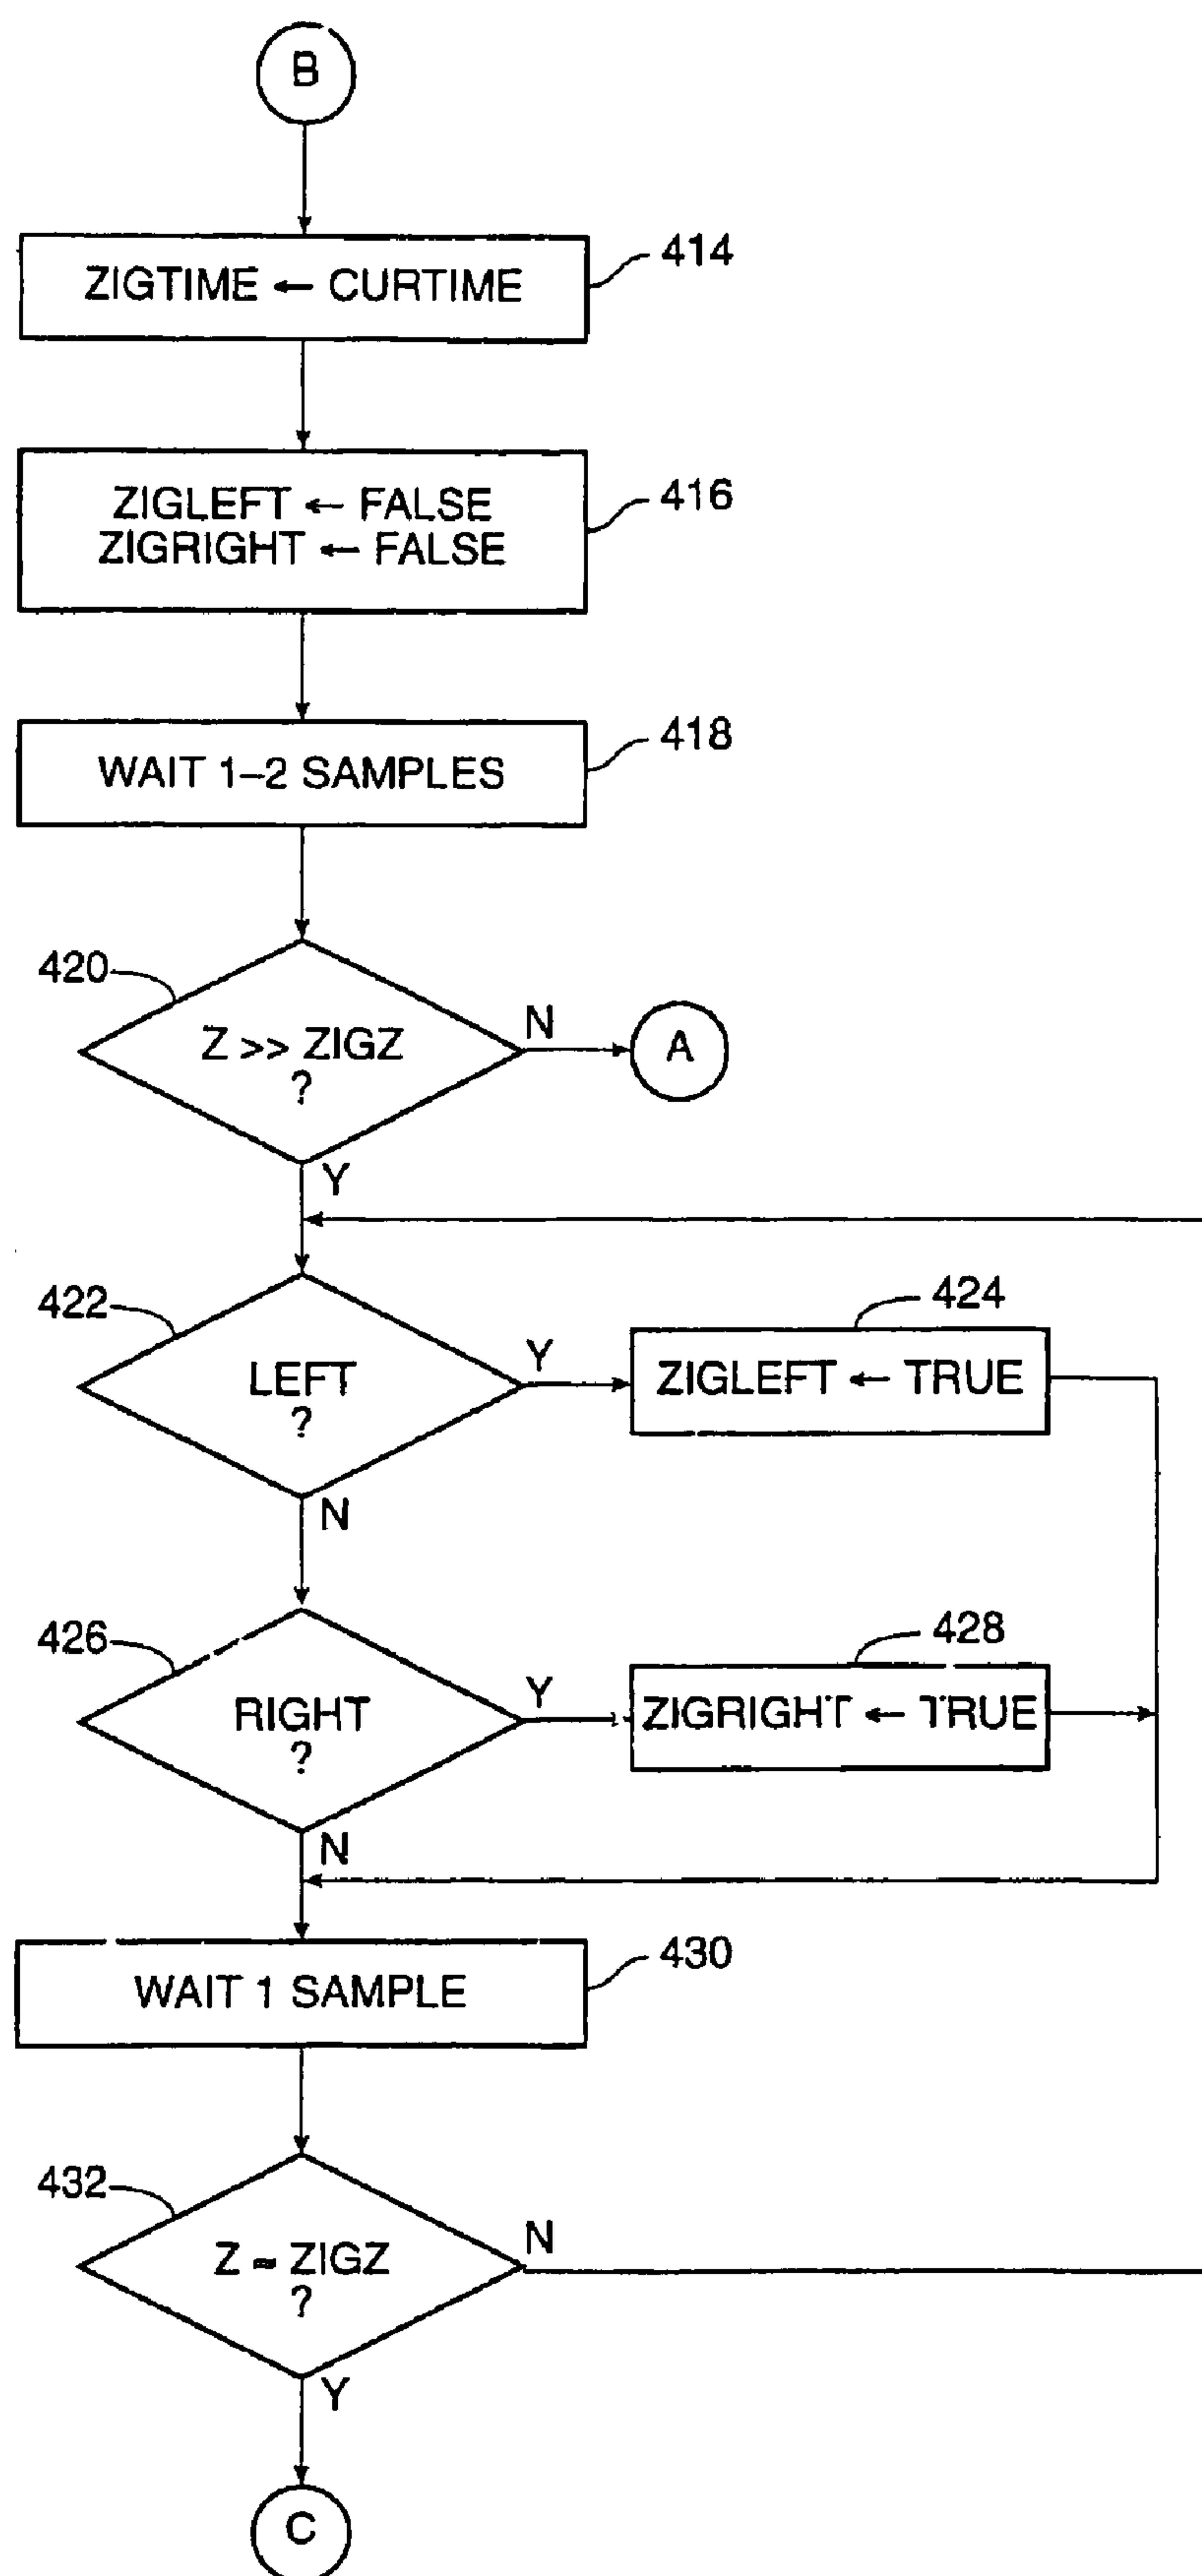 B
ZIGTIME ← CURTIME
414
ZIGLEFT ← FALSE
ZIGRIGHT ← FALSE
416
WAIT 1–2 SAMPLES
418
420
Z >> ZIGZ
?
N
A
Y
422
LEFT
?
Y
424
ZIGLEFT ← TRUE
N
426
RIGHT
?
Y
428
ZIGRIGHT ← TRUE
N
WAIT 1 SAMPLE
430
432
Z ≈ ZIGZ
?
N
Y
C